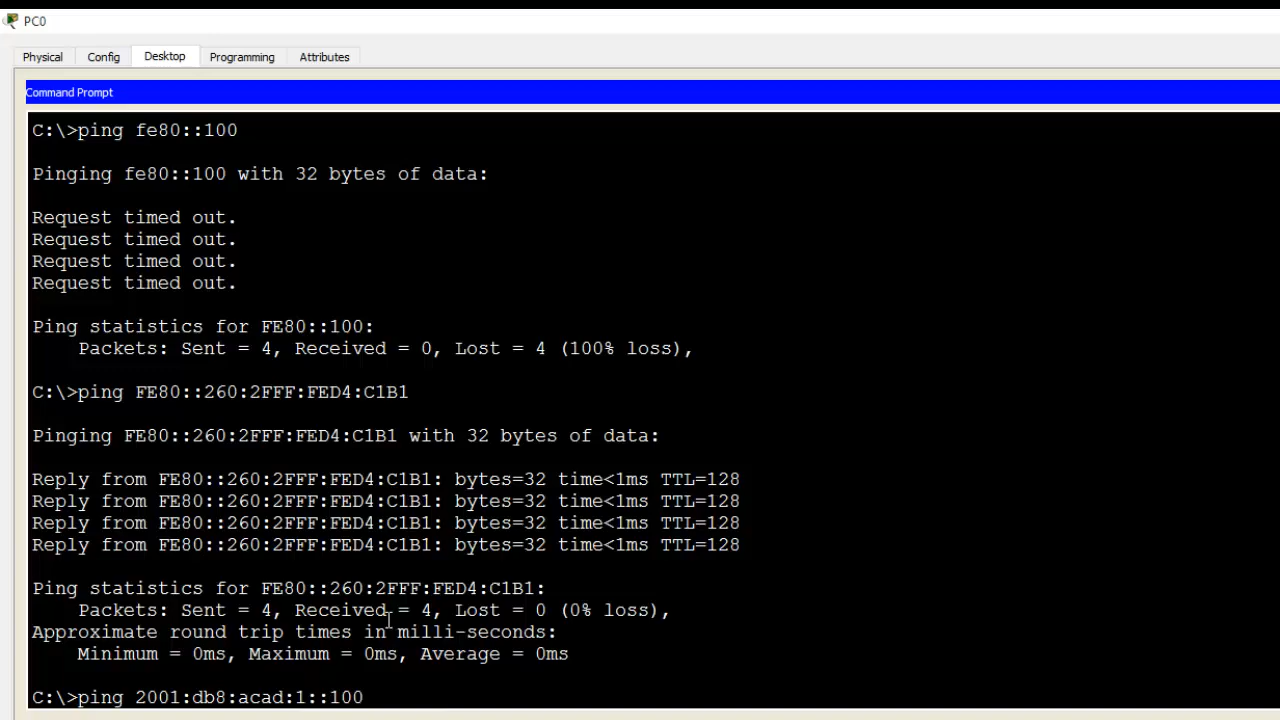 PC0
Physical Config Desktop Programming Attributes
Command Prompt
C:\>ping fe80::100
Pinging fe80::100 with 32 bytes of data:
Request timed out.
Request timed out.
Request timed out.
Request timed out.
Ping statistics for FE80::100:
Packets: Sent = 4, Received = 0, Lost = 4 (100% loss),
C:\>ping FE80::260:2FFF:FED4:C1B1
Pinging FE80::260:2FFF:FED4:C1B1 with 32 bytes of data:
Reply from FE80::260:2FFF:FED4:C1B1: bytes=32 time<1ms TTL=128
Reply from FE80::260:2FFF:FED4:C1B1: bytes=32 time<1ms TTL=128
Reply from FE80::260:2FFF:FED4:C1B1: bytes=32 time<1ms TTL=128
Reply from FE80::260:2FFF:FED4:C1B1: bytes=32 time<1ms TTL=128
Ping statistics for FE80::260:2FFF:FED4:C1B1:
Packets: Sent = 4, Received = 4, Lost = 0 (0% loss),
Approximate round trip times in milli-seconds:
Minimum = 0ms, Maximum = 0ms, Average = 0ms
C:\>ping 2001:db8:acad:1::100